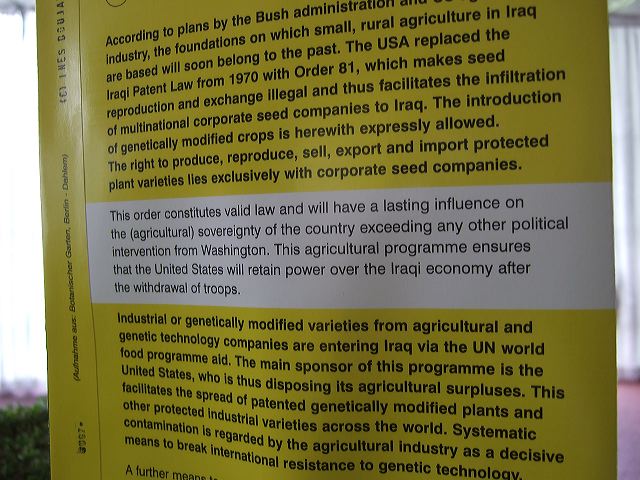 According to plans by the Bush administration and
industry, the foundations on which small, rural agriculture in Iraq
are based will soon belong to the past. The USA replaced the
Iraqi Patent Law from 1970 with Order 81, which makes seed
reproduction and exchange illegal and thus facilitates the infiltration
of multinational corporate seed companies to Iraq. The introduction
of genetically modified crops is herewith expressly allowed.
The right to produce, reproduce, sell, export and import protected
plant varieties lies exclusively with corporate seed companies.
This order constitutes valid law and will have a lasting influence on
the (agricultural) sovereignty of the country exceeding any other political
intervention from Washington. This agricultural programme ensures
that the United States will retain power over the Iraqi economy after
the withdrawal of troops.
Industrial or genetically modified varieties from agricultural and
genetic technology companies are entering Iraq via the UN world
food programme aid. The main sponsor of this programme is the
United States, who is thus disposing its agricultural surpluses. This
facilitates the spread of patented genetically modified plants and
other protected industrial varieties across the world. Systematic
contamination is regarded by the agricultural industry as a decisive
means to break international resistance to genetic technology.
A further means
(C) INES DOUJA
(Aufnahme aus: Botanischer Garten, Berlin - Dahlem)